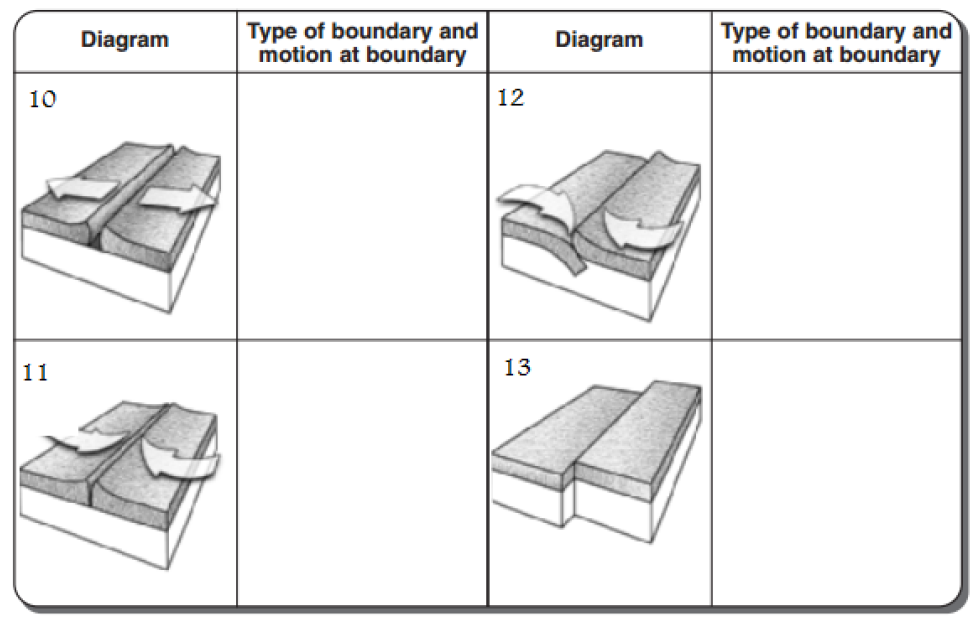 Diagram
Type of boundary and
motion at boundary
Diagram
Type of boundary and
motion at boundary
10
12
11
13